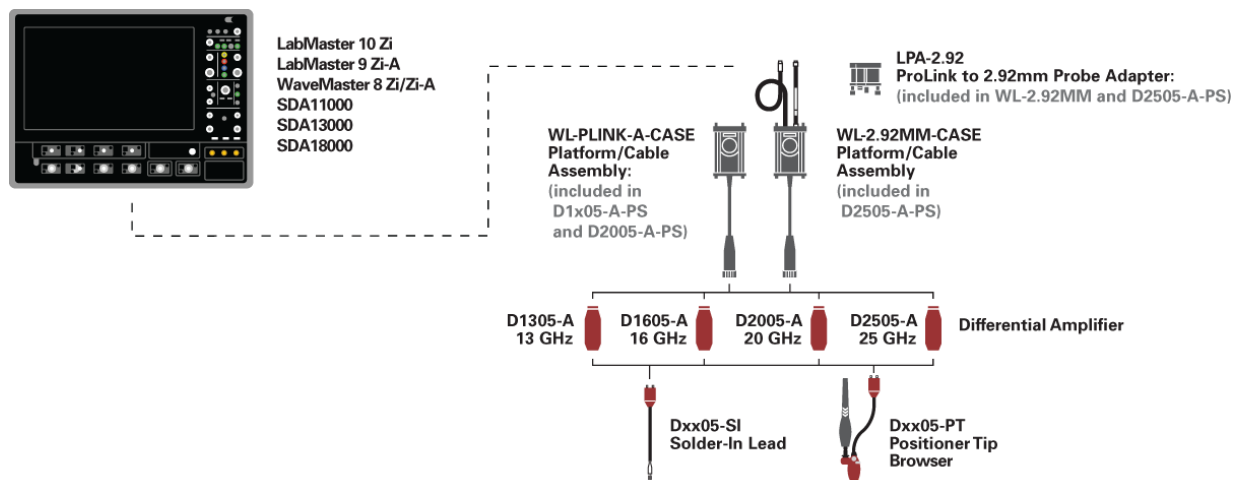 LabMaster 10 Zi
LabMaster 9 Zi-A
WaveMaster 8 Zi/Zi-A
SDA11000
SDA13000
SDA18000
WL-PLINK-A-CASE
Platform/Cable
Assembly:
(included in
D1x05-A-PS
and D2005-A-PS)
WL-2.92MM-CASE
Platform/Cable
Assembly
(included in
D2505-A-PS)
LPA-2.92
ProLink to 2.92mm Probe Adapter:
(included in WL-2.92MM and D2505-A-PS)
D1305-A
13 GHz
D1605-A
16 GHz
D2005-A
20 GHz
D2505-A
25 GHz
Differential Amplifier
Dxx05-SI
Solder-In Lead
Dxx05-PT
Positioner Tip
Browser